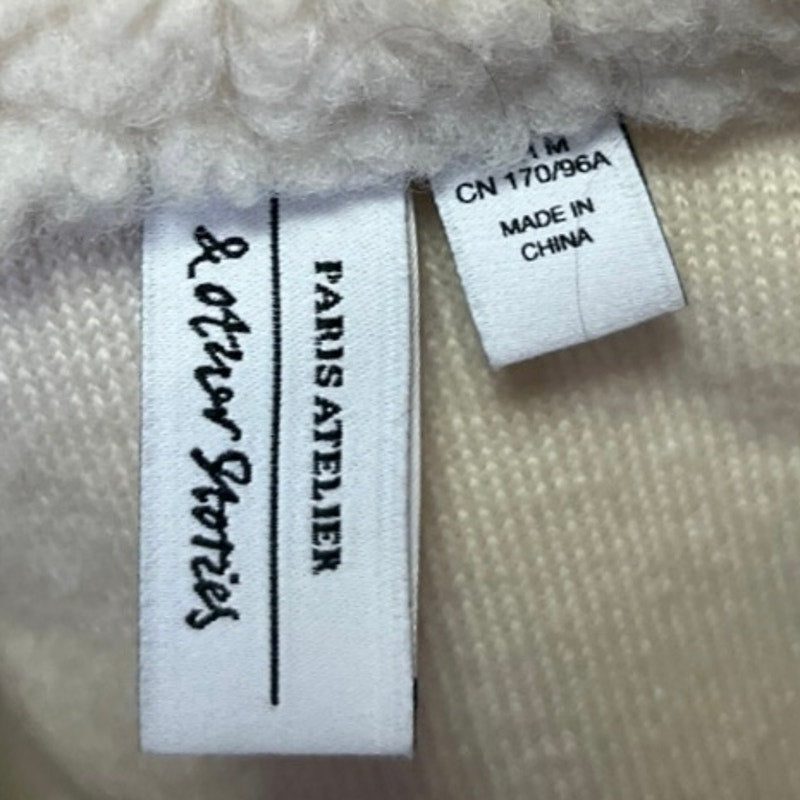 & other Stories
PARIS ATELIER
M
CN 170/96A
MADE IN
CHINA